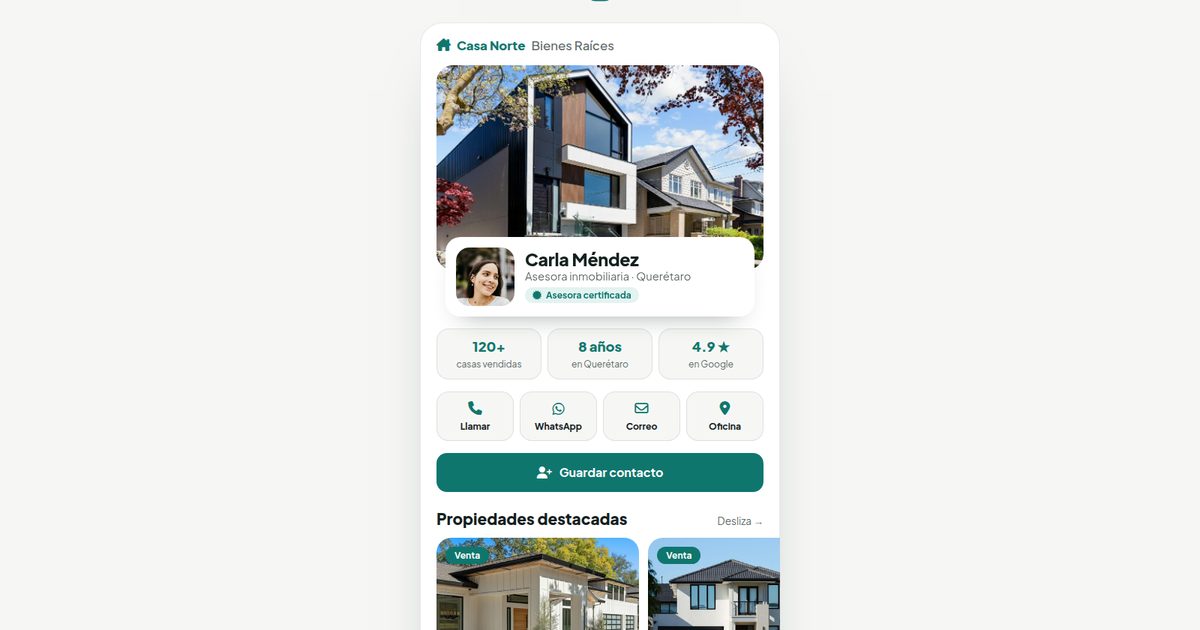 Casa Norte Bienes Raíces
Carla Méndez
Asesora inmobiliaria · Querétaro
Asesora certificada
120+
casas vendidas
8 años
en Querétaro
4.9 ★
en Google
Llamar
WhatsApp
Correo
Oficina
Guardar contacto
Propiedades destacadas
Desliza →
Venta
Venta